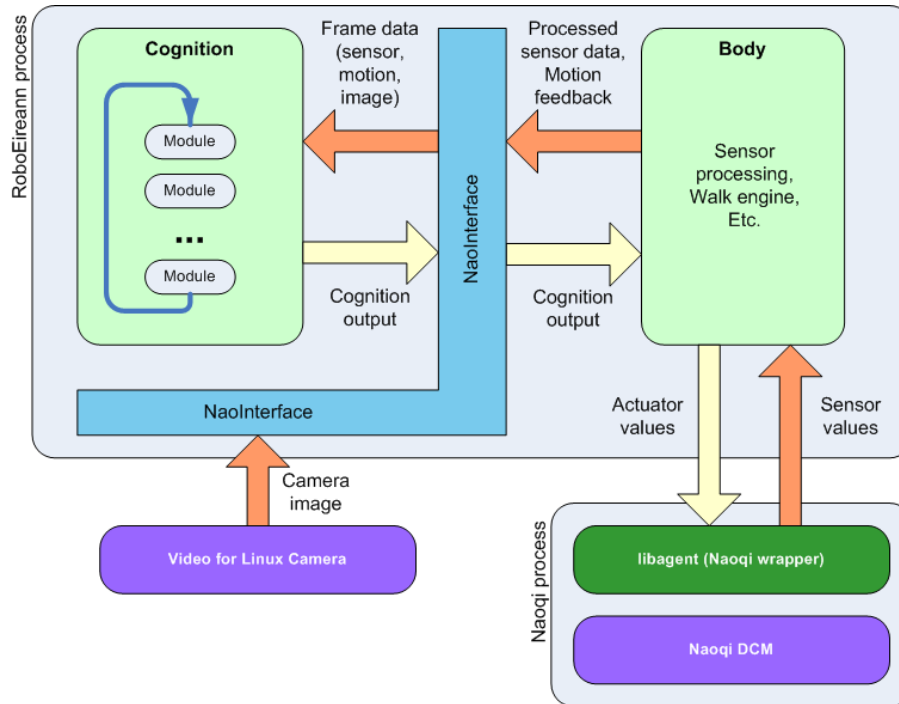 RoboEireann process
Cognition
Module
Module
...
Module
Frame data
(sensor,
motion,
image)
Cognition
output
NaoInterface
NaoInterface
Processed
sensor data,
Motion
feedback
Cognition
output
Body
Sensor
processing,
Walk engine,
Etc.
Camera
image
Video for Linux Camera
Actuator
values
Sensor
values
Naoqi process
libagent (Naoqi wrapper)
Naoqi DCM